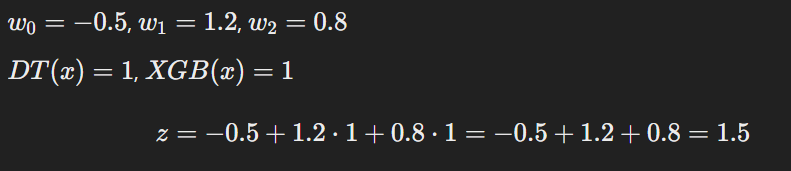 w₀ = −0.5, w₁ = 1.2, w₂ = 0.8
DT(x) = 1, XGB(x) = 1
z = −0.5 + 1.2 · 1 + 0.8 · 1 = −0.5 + 1.2 + 0.8 = 1.5